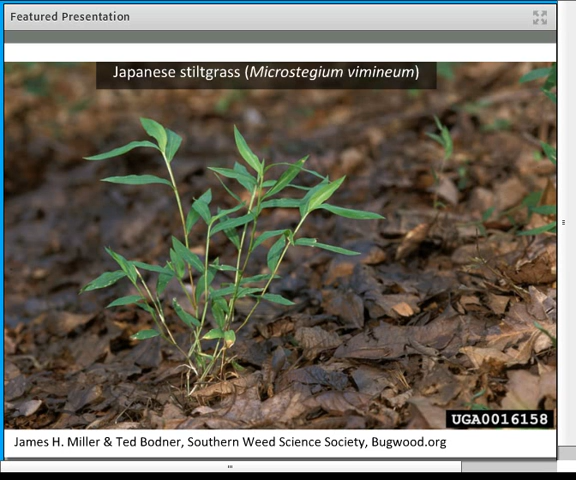 Featured Presentation
Japanese stiltgrass (Microstegium vimineum)
UGA0016158
James H. Miller & Ted Bodner, Southern Weed Science Society, Bugwood.org